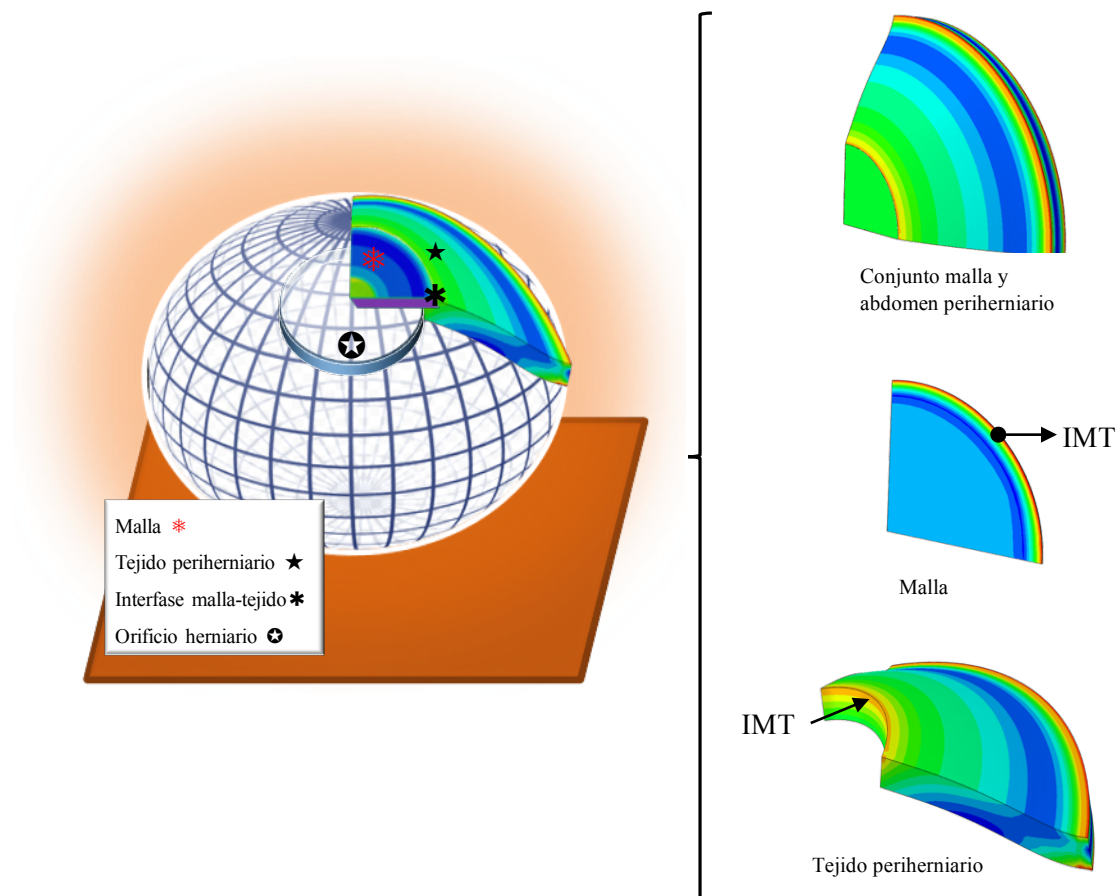 Malla
Tejido periherniario
Interfase malla-tejido
Orificio herniario
Conjunto malla y
abdomen periherniario
IMT
Malla
IMT
Tejido periherniario